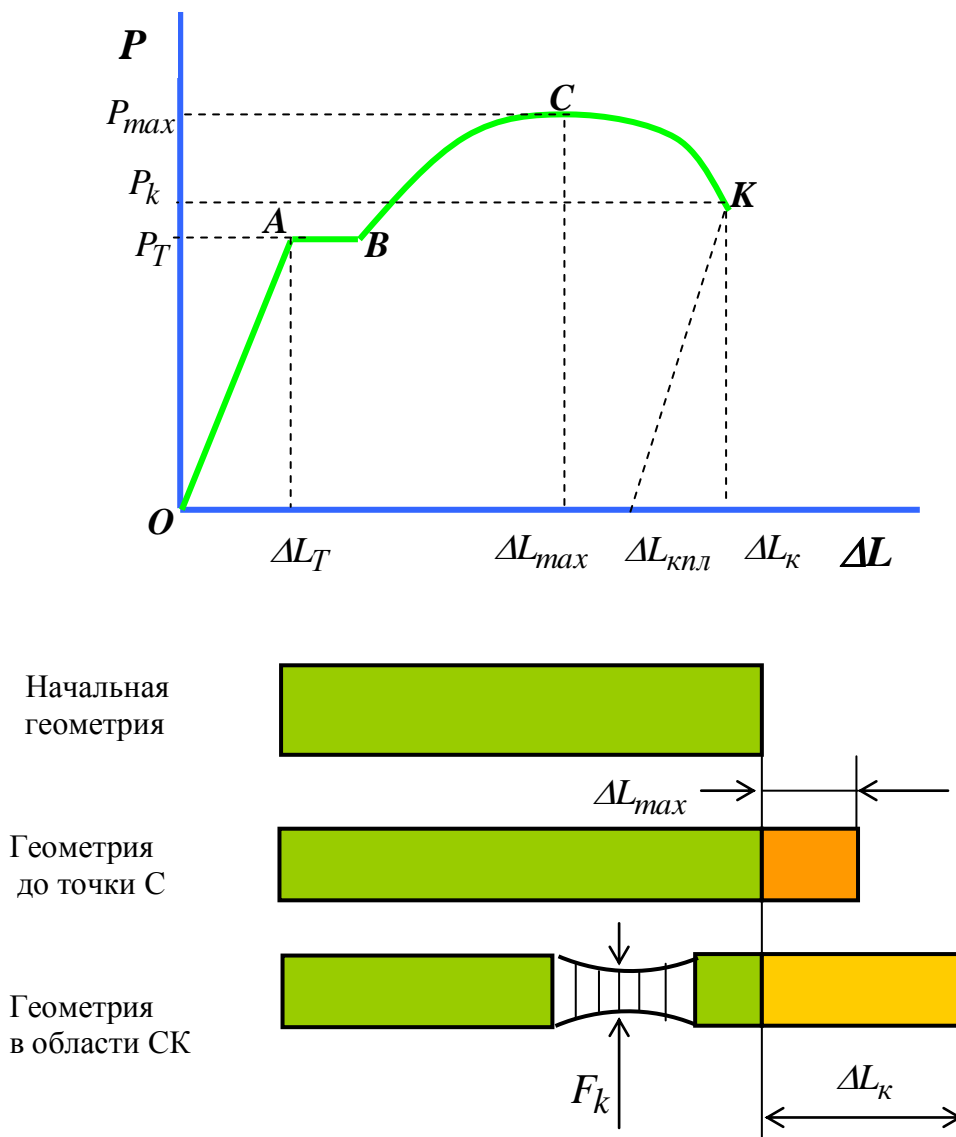 P
C
P_max
P_k
K
A
P_T
B
O
ΔL_T
ΔL_max
ΔL_кпл
ΔL_к
ΔL
Начальная
геометрия
ΔL_max
Геометрия
до точки С
Геометрия
в области СК
F_k
ΔL_к